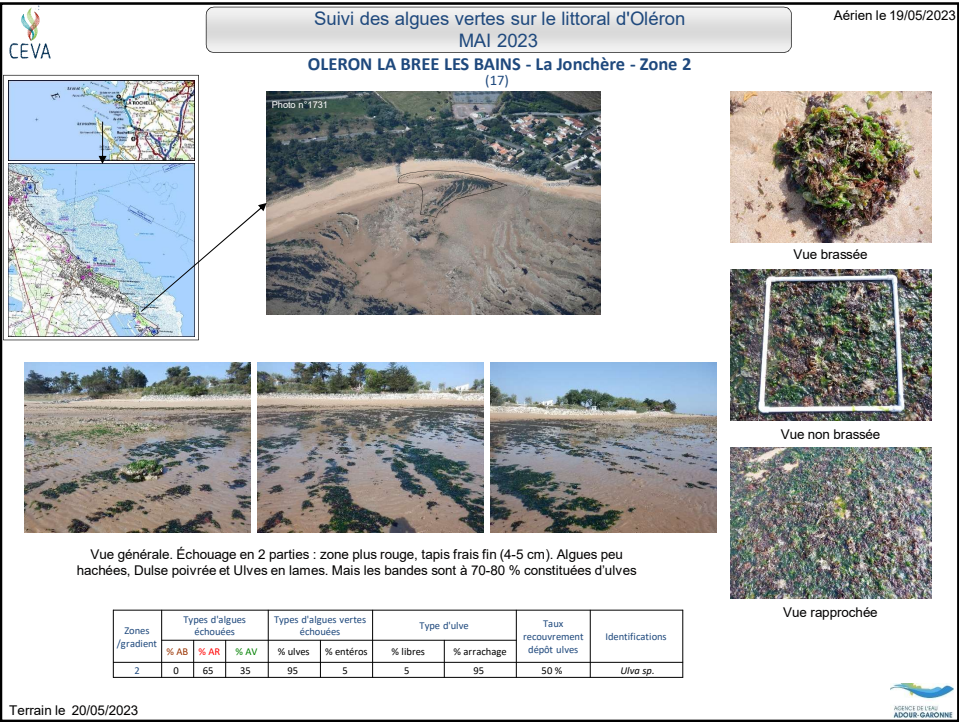 CEVA
Suivi des algues vertes sur le littoral d'Oléron
MAI 2023
Aérien le 19/05/2023
OLERON LA BREE LES BAINS - La Jonchère - Zone 2
(17)
Photo n°1731
LA ROCHELLE
Vue brassée
Vue non brassée
Vue rapprochée
Vue générale. Échouage en 2 parties : zone plus rouge, tapis frais fin (4-5 cm). Algues peu
hachées, Dulse poivrée et Ulves en lames. Mais les bandes sont à 70-80 % constituées d'ulves
Zones /gradient Types d'algues échouées Types d'algues vertes échouées Type d'ulve Taux recouvrement dépôt ulves Identifications
% AB % AR % AV % ulves % entéros % libres % arrachage
2 0 65 35 95 5 5 95 50 % Ulva sp.
Terrain le 20/05/2023
AGENCE DE L'EAU
ADOUR-GARONNE